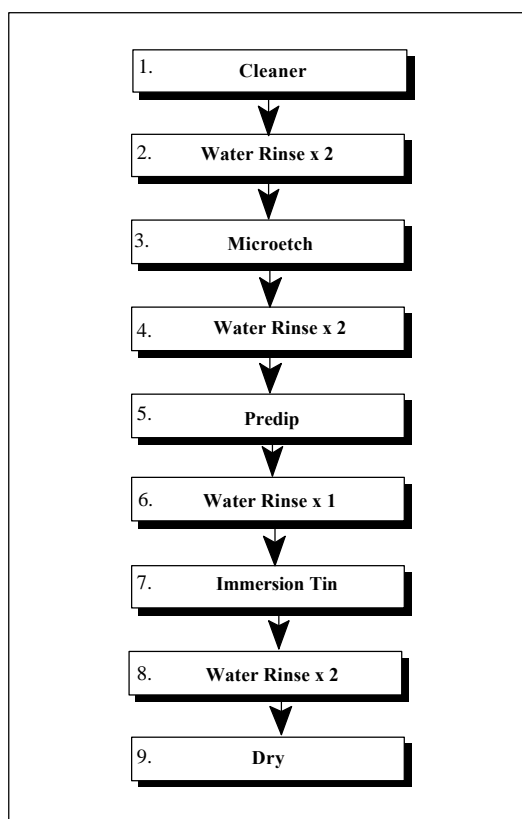 1. Cleaner
2. Water Rinse x 2
3. Microetch
4. Water Rinse x 2
5. Predip
6. Water Rinse x 1
7. Immersion Tin
8. Water Rinse x 2
9. Dry